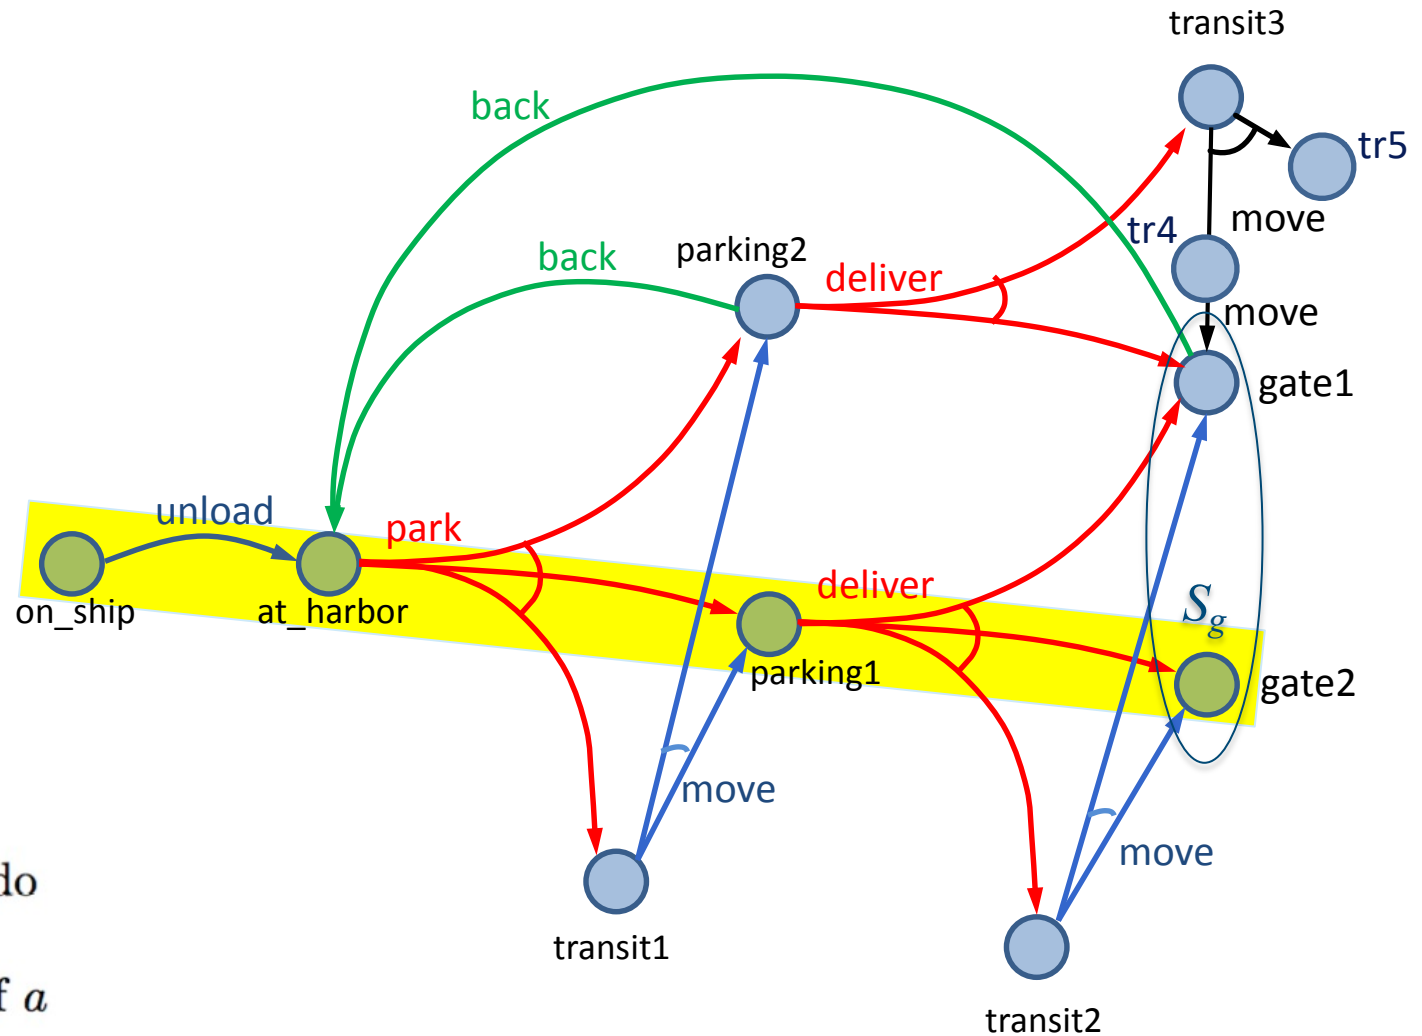 transit3
back
tr5
move
tr4
parking2
back
deliver
move
gate1
unload
park
on_ship
at_harbor
deliver
S_g
parking1
gate2
move
move
do
transit1
f a
transit2